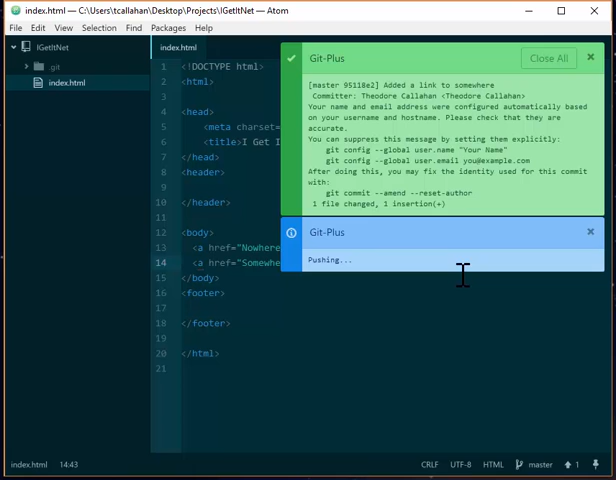 index.html — C:\Users\tcallahan\Desktop\Projects\IGetItNet — Atom
File Edit View Selection Find Packages Help
IGetItNet
.git
index.html
index.html
1 <!DOCTYPE html>
2 <html>
3
4 <head>
5 <meta charset=
6 <title>I Get I
7 </head>
8 <header>
9
10 </header>
11
12 <body>
13 <a href="Nowhere
14 <a href="Somewhe
15 </body>
16 <footer>
17
18 </footer>
19
20 </html>
21
Git-Plus
Close All
[master 95118e2] Added a link to somewhere
Committer: Theodore Callahan <Theodore Callahan>
Your name and email address were configured automatically based
on your username and hostname. Please check that they are
accurate.
You can suppress this message by setting them explicitly:
git config --global user.name "Your Name"
git config --global user.email you@example.com
After doing this, you may fix the identity used for this commit
with:
git commit --amend --reset-author
1 file changed, 1 insertion(+)
Git-Plus
Pushing...
index.html 14:43 CRLF UTF-8 HTML master 1